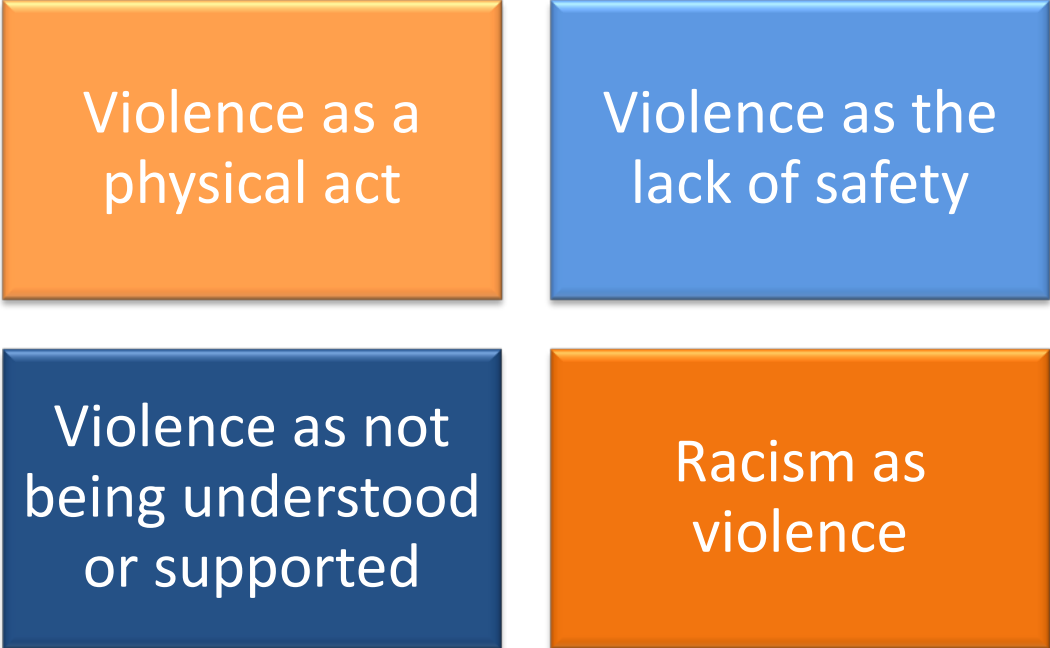 Violence as a
physical act
Violence as the
lack of safety
Violence as not
being understood
or supported
Racism as
violence